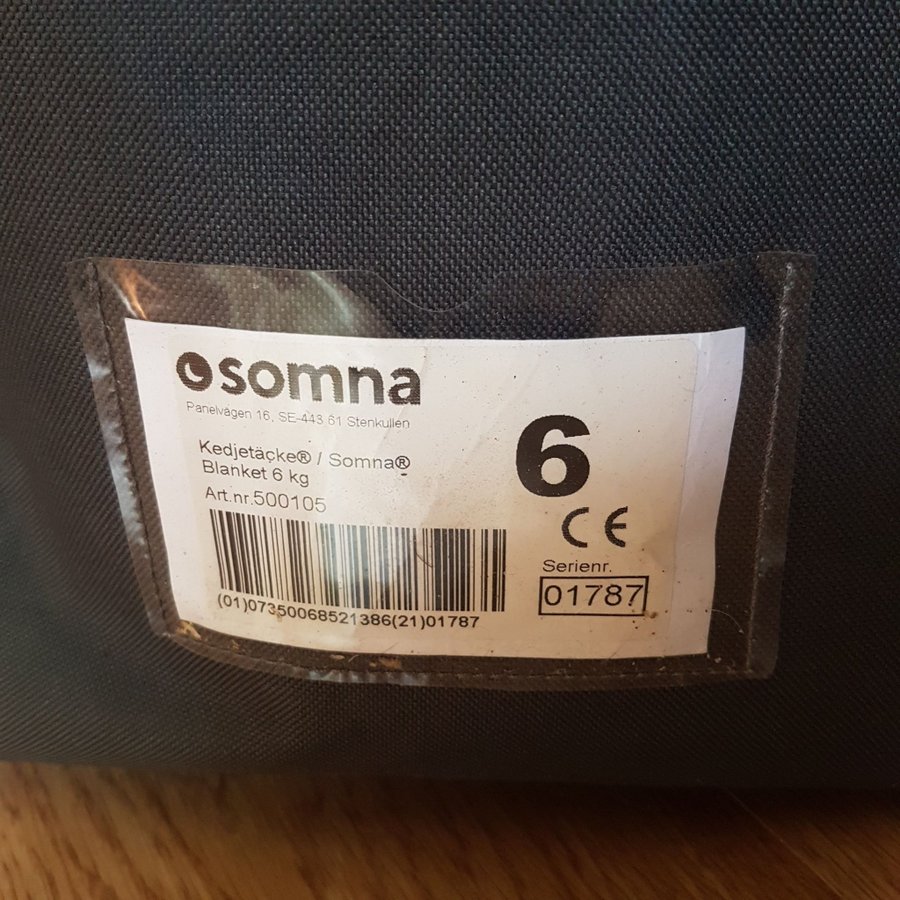 somna
Panelvägen 16, SE-443 61 Stenkullen
Kedjetäcke® / Somna®
Blanket 6 kg
Art.nr.500105
6
CE
Serienr.
01787
(01)07350068521386(21)01787